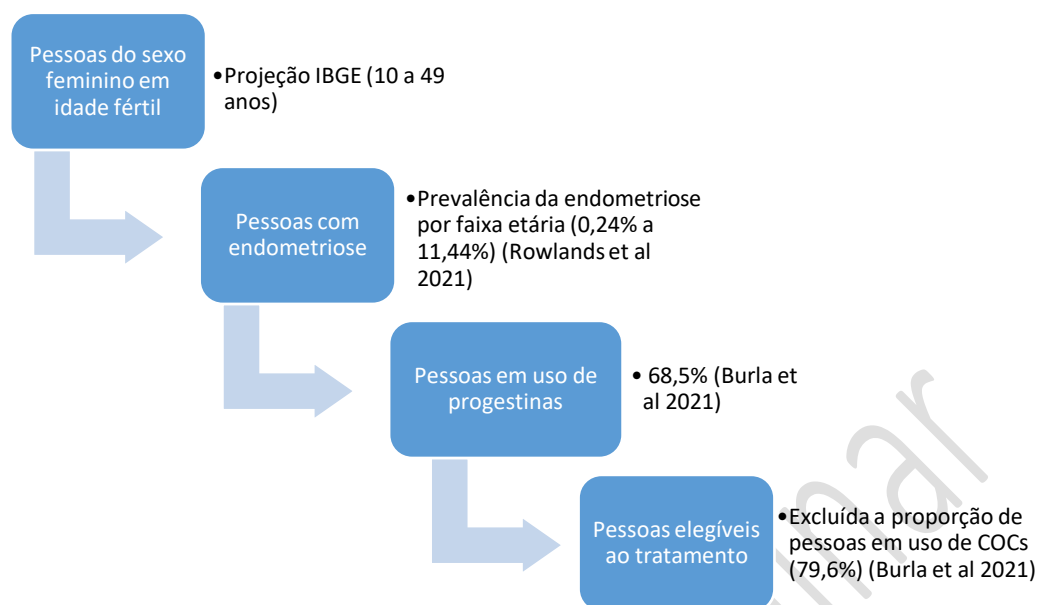 Pessoas do sexo
feminino em
idade fértil
•Projeção IBGE (10 a 49
anos)
Pessoas com
endometriose
•Prevalência da endometriose
por faixa etária (0,24% a
11,44%) (Rowlands et al
2021)
Pessoas em uso de
progestinas
• 68,5% (Burla et
al 2021)
Pessoas elegíveis
ao tratamento
•Excluída a proporção de
pessoas em uso de COCs
(79,6%) (Burla et al 2021)